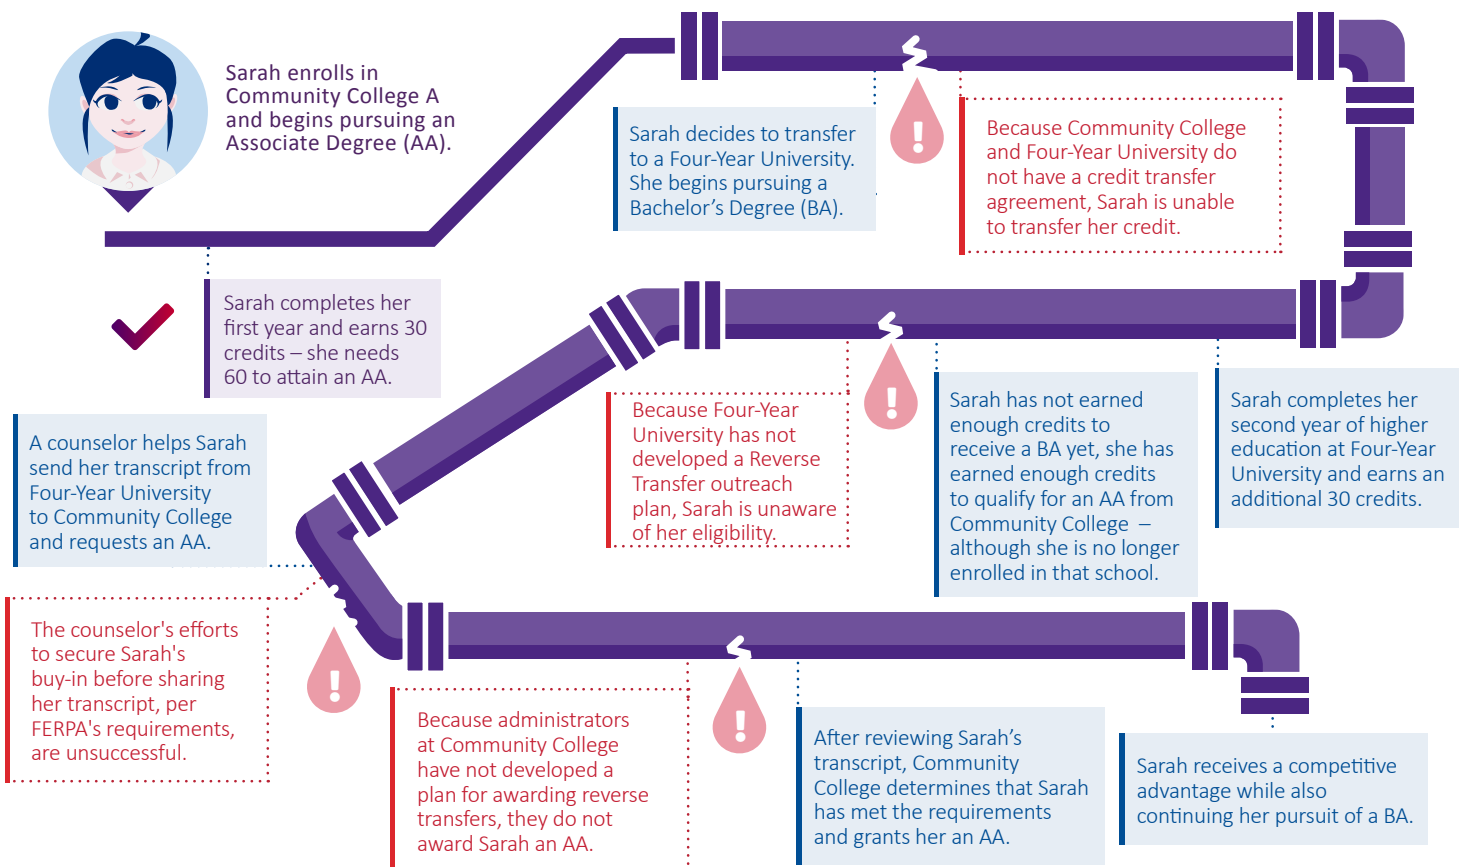 Sarah enrolls in
Community College A
and begins pursuing an
Associate Degree (AA).
Sarah completes her
first year and earns 30
credits – she needs
60 to attain an AA.
Sarah decides to transfer
to a Four-Year University.
She begins pursuing a
Bachelor’s Degree (BA).
!
Because Community College
and Four-Year University do
not have a credit transfer
agreement, Sarah is unable
to transfer her credit.
Sarah completes her
second year of higher
education at Four-Year
University and earns an
additional 30 credits.
Sarah has not earned
enough credits to
receive a BA yet, she has
earned enough credits
to qualify for an AA from
Community College –
although she is no longer
enrolled in that school.
!
Because Four-Year
University has not
developed a Reverse
Transfer outreach
plan, Sarah is unaware
of her eligibility.
A counselor helps Sarah
send her transcript from
Four-Year University
to Community College
and requests an AA.
The counselor's efforts
to secure Sarah's
buy-in before sharing
her transcript, per
FERPA's requirements,
are unsuccessful.
!
Because administrators
at Community College
have not developed a
plan for awarding reverse
transfers, they do not
award Sarah an AA.
!
After reviewing Sarah’s
transcript, Community
College determines that Sarah
has met the requirements
and grants her an AA.
Sarah receives a competitive
advantage while also
continuing her pursuit of a BA.